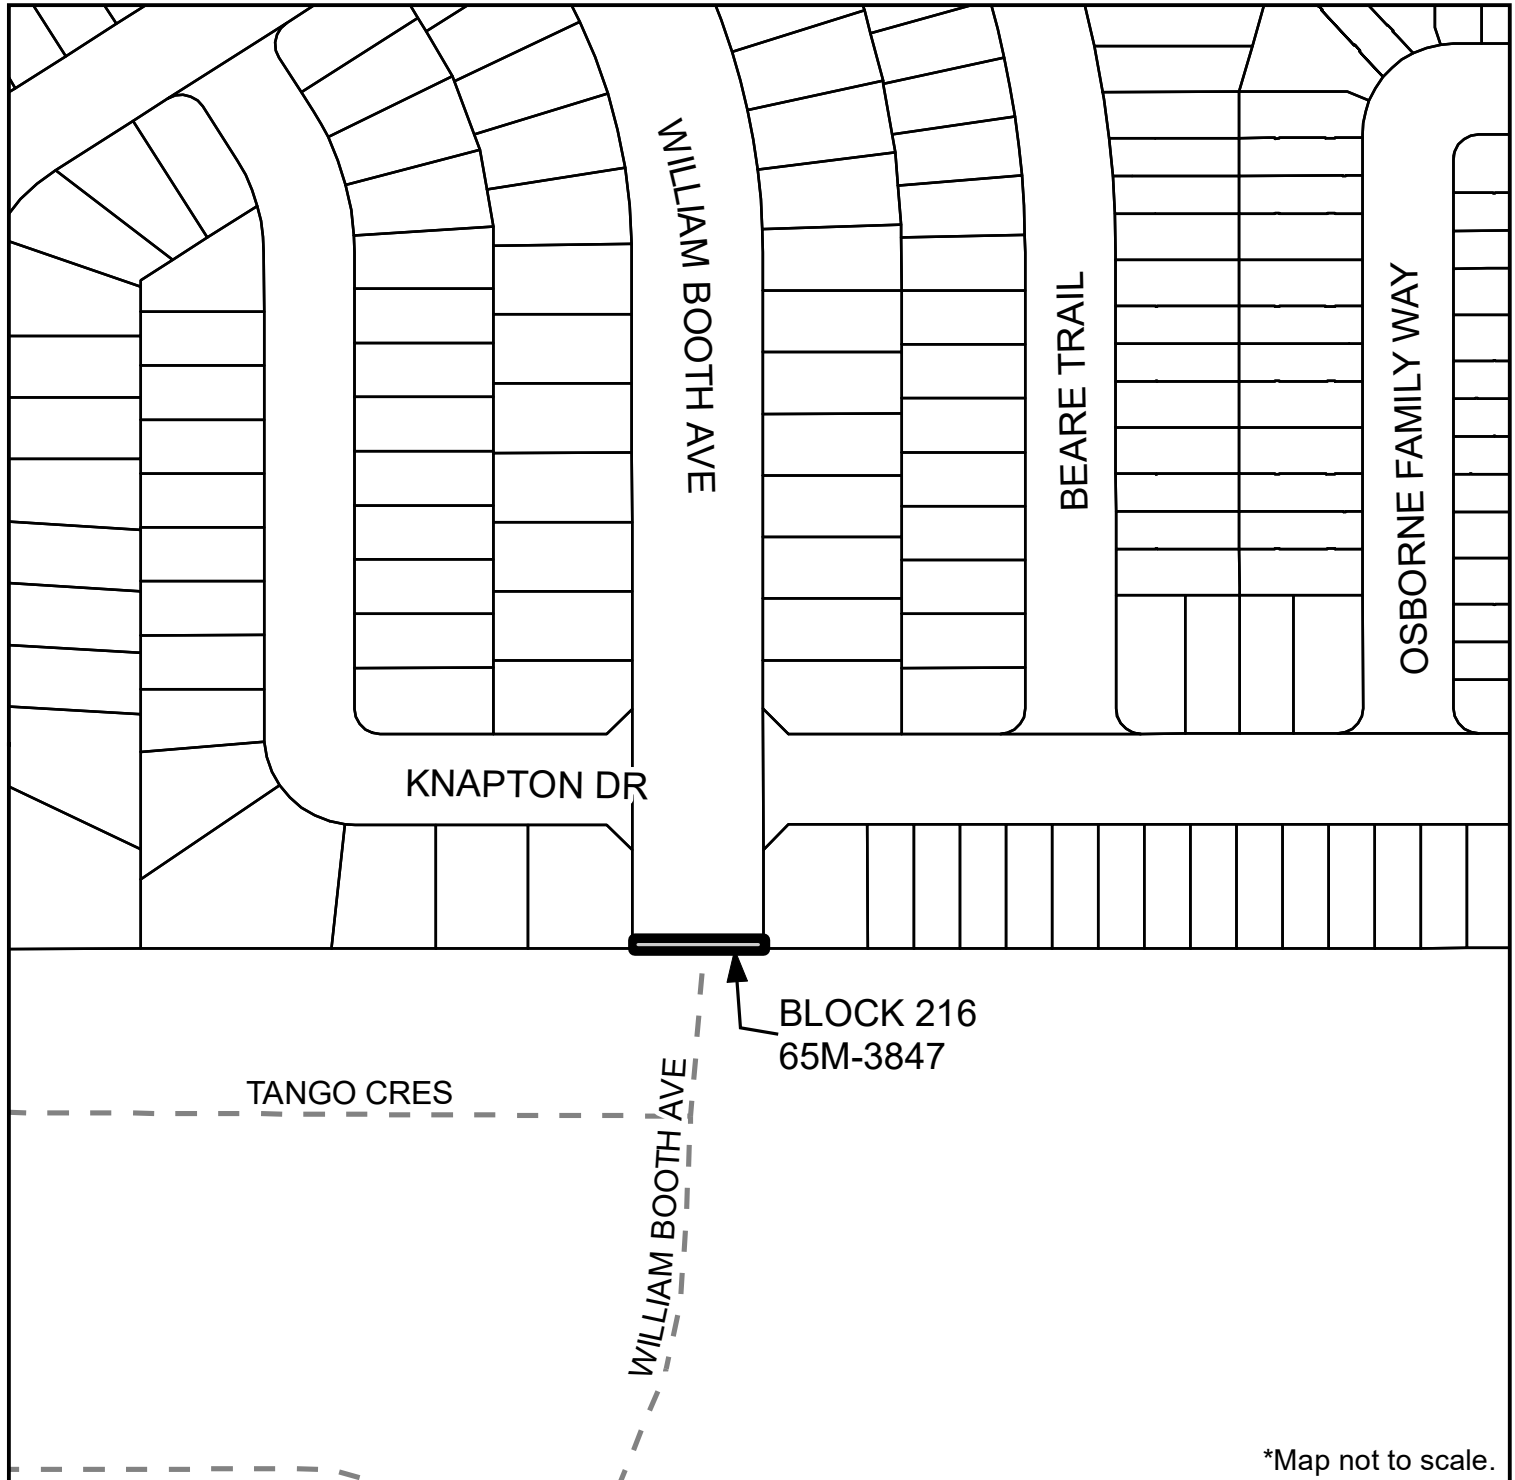 WILLIAM BOOTH AVE
BEARE TRAIL
OSBORNE FAMILY WAY
KNAPTON DR
BLOCK 216
65M-3847
TANGO CRES
WILLIAM BOOTH AVE
*Map not to scale.